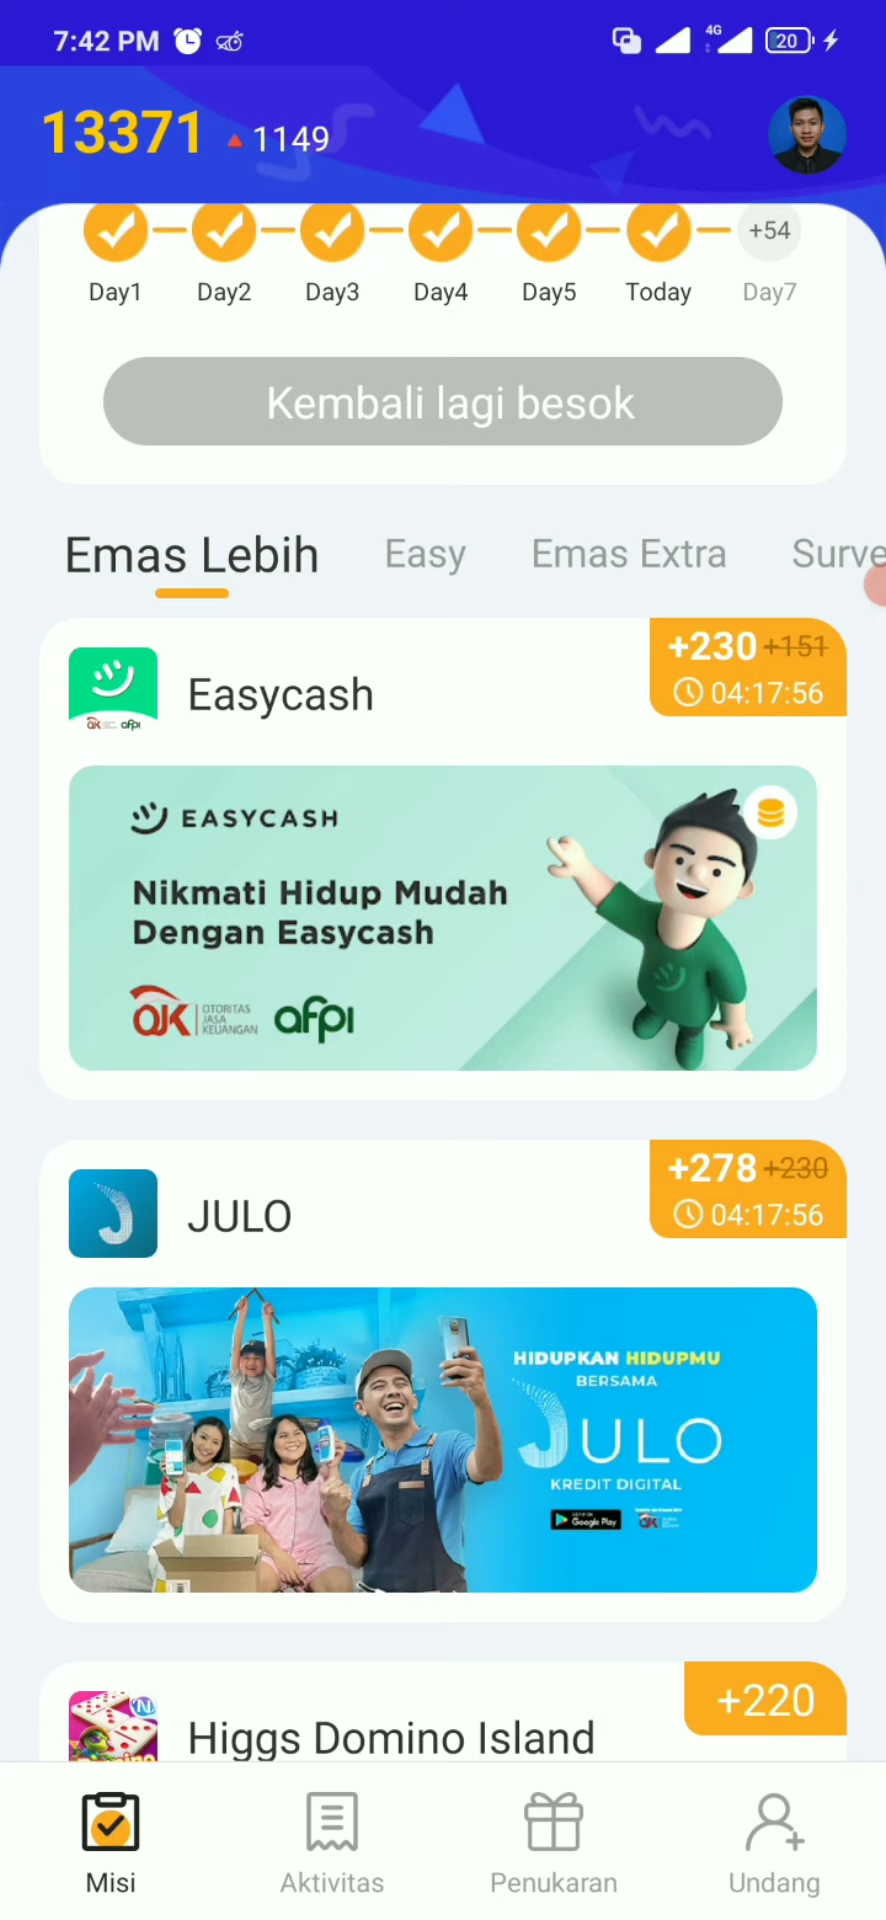 7:42 PM
4G
20
13371
1149
+54
Day1 Day2 Day3 Day4 Day5 Today Day7
Kembali lagi besok
Emas Lebih Easy Emas Extra Surve
+230 +151
04:17:56
Easycash
EASYCASH
Nikmati Hidup Mudah
Dengan Easycash
OJK OTORITAS JASA KEUANGAN afpi
+278 +230
04:17:56
JULO
HIDUPKAN HIDUPMU
BERSAMA
JULO
KREDIT DIGITAL
Google Play
OJK
+220
Higgs Domino Island
Misi Aktivitas Penukaran Undang